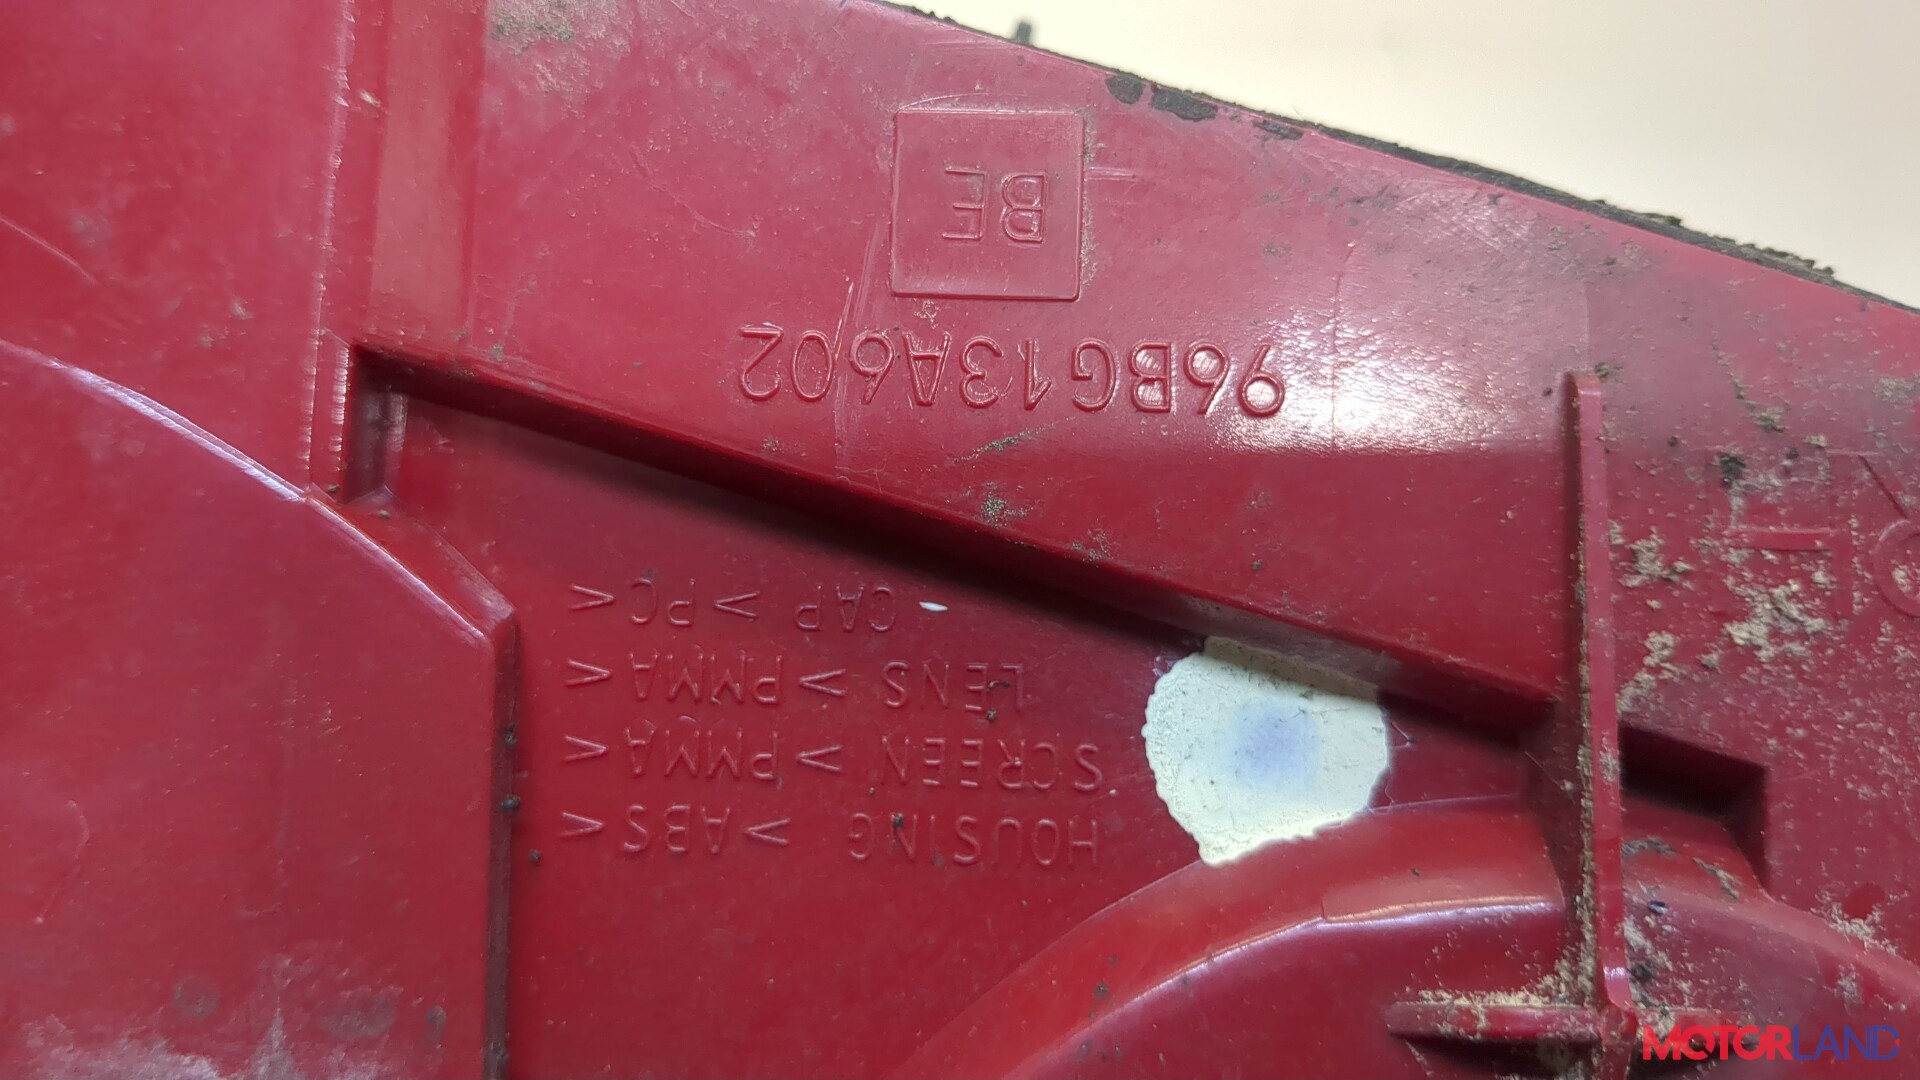 HOUSING >ABS<
SCREEN >PMMA<
LENS >PMMA<
CAP >PC<
96BG13A602
BE
MOTORLAND